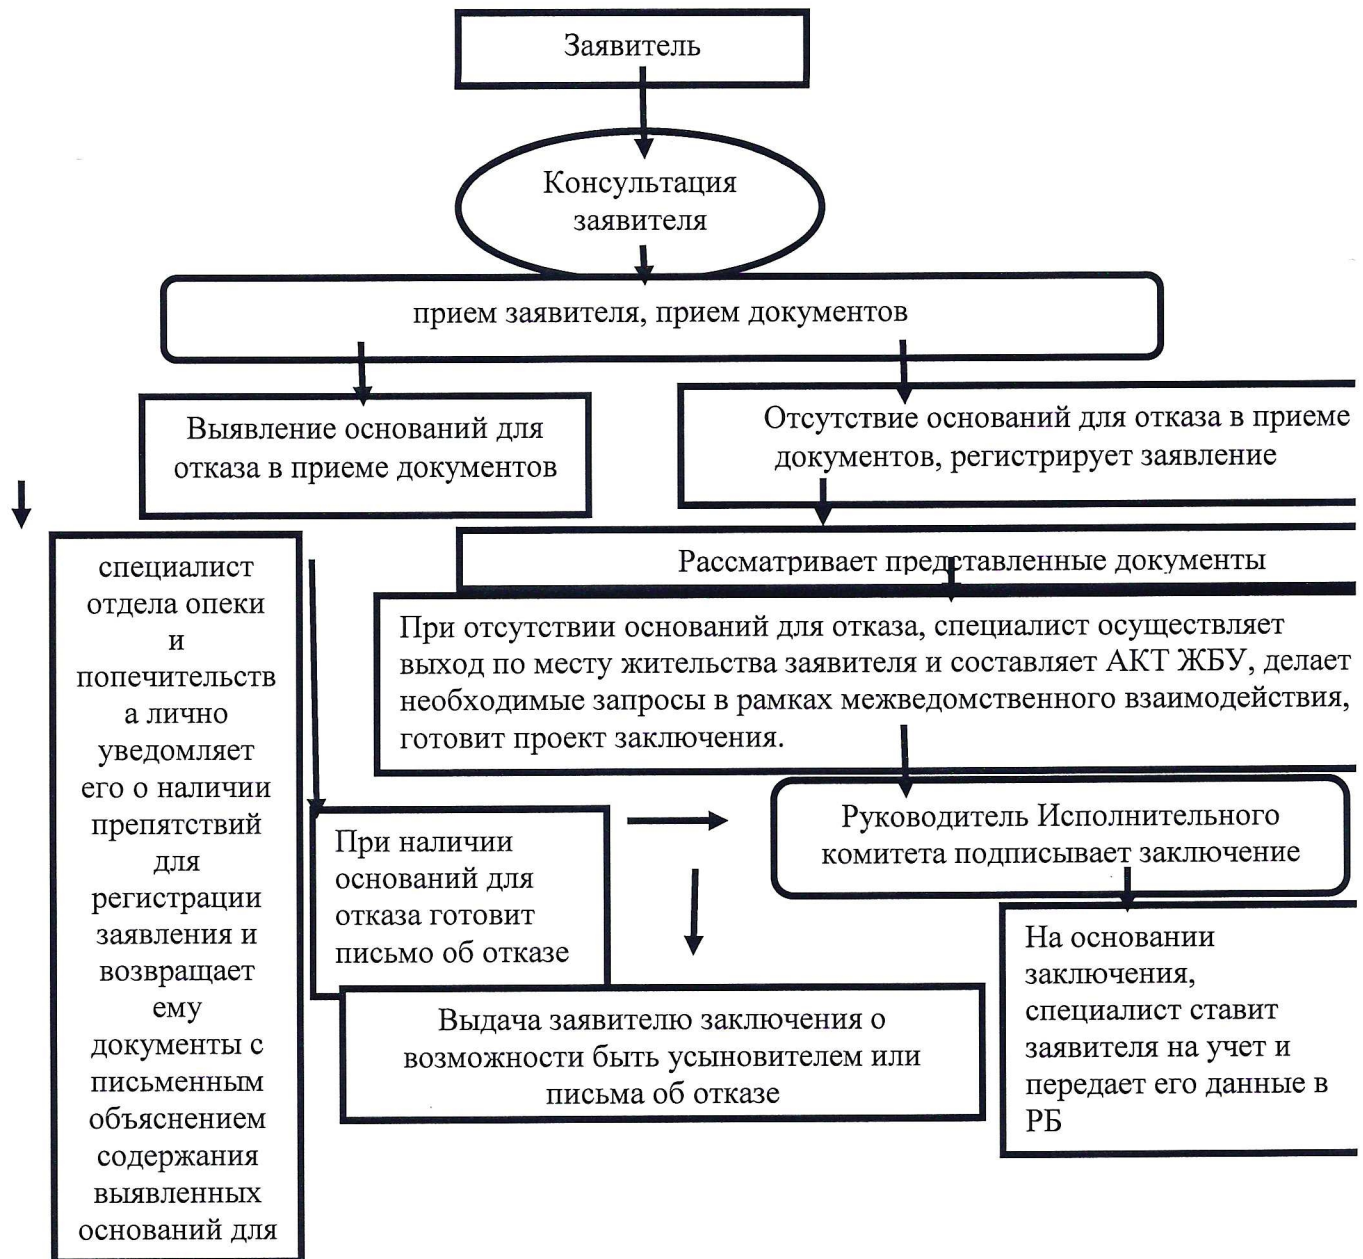 Заявитель
Консультация
заявителя
прием заявителя, прием документов
Выявление оснований для
отказа в приеме документов
Отсутствие оснований для отказа в приеме
документов, регистрирует заявление
специалист
отдела опеки
и
попечительств
а лично
уведомляет
его о наличии
препятствий
для
регистрации
заявления и
возвращает
ему
документы с
письменным
объяснением
содержания
выявленных
оснований для
Рассматривает представленные документы
При отсутствии оснований для отказа, специалист осуществляет
выход по месту жительства заявителя и составляет АКТ ЖБУ, делает
необходимые запросы в рамках межведомственного взаимодействия,
готовит проект заключения.
При наличии
оснований для
отказа готовит
письмо об отказе
Руководитель Исполнительного
комитета подписывает заключение
Выдача заявителю заключения о
возможности быть усыновителем или
письма об отказе
На основании
заключения,
специалист ставит
заявителя на учет и
передает его данные в
РБ